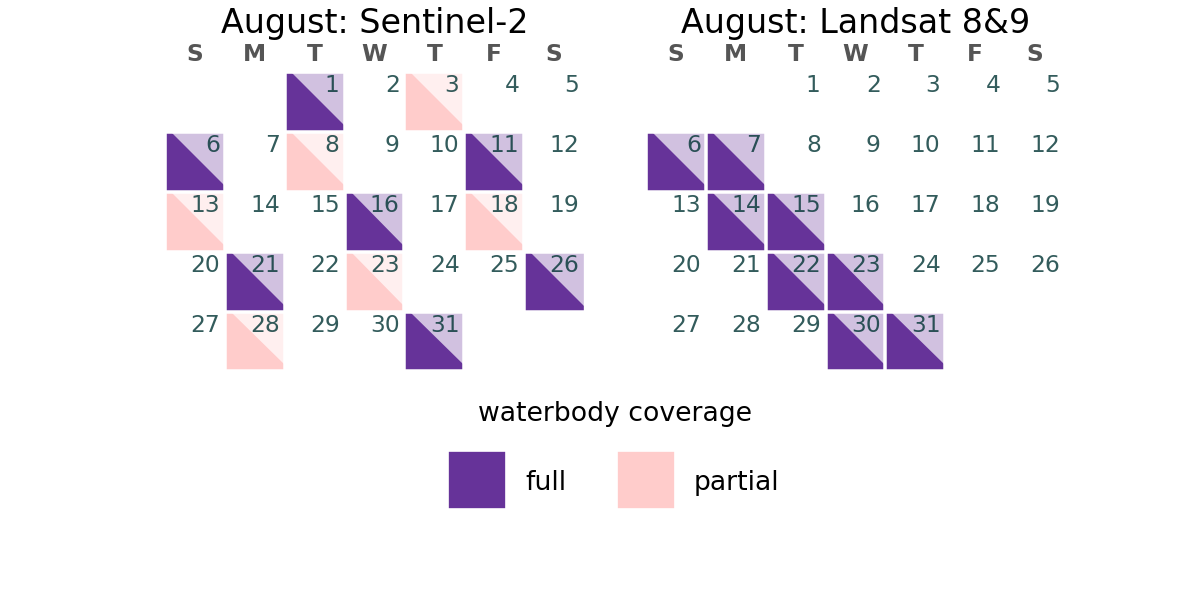 August: Sentinel-2
S M T W T F S
1 2 3 4 5
6 7 8 9 10 11 12
13 14 15 16 17 18 19
20 21 22 23 24 25 26
27 28 29 30 31
August: Landsat 8&9
S M T W T F S
1 2 3 4 5
6 7 8 9 10 11 12
13 14 15 16 17 18 19
20 21 22 23 24 25 26
27 28 29 30 31
waterbody coverage
full partial